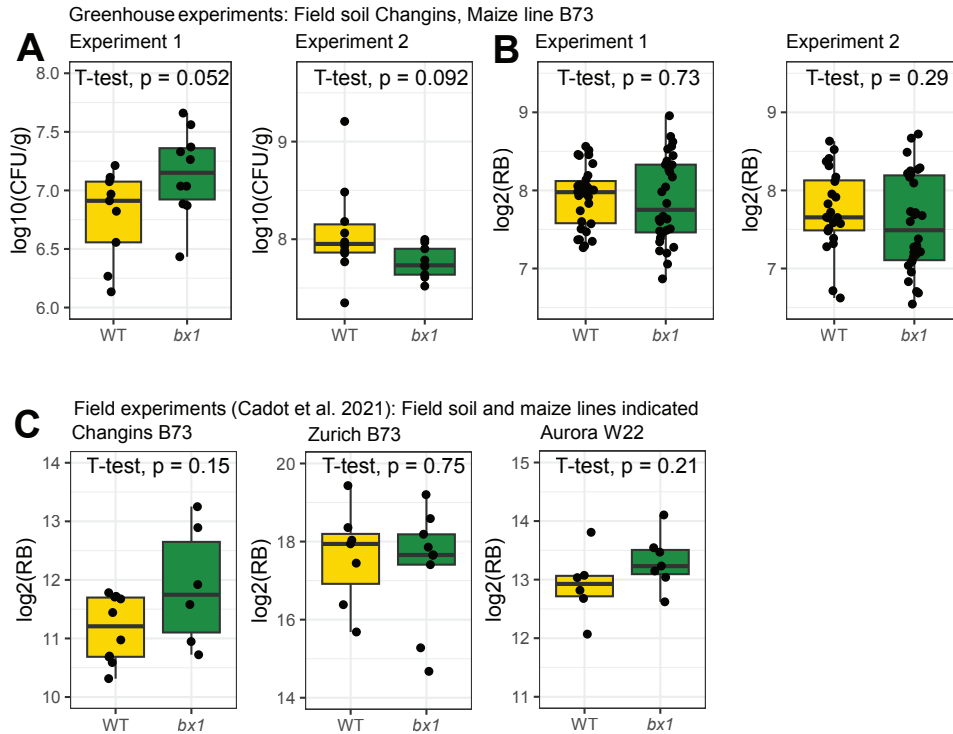 Greenhouse experiments: Field soil Changins, Maize line B73
A
Experiment 1
T-test, p = 0.052
log10(CFU/g)
8.0
7.5
7.0
6.5
6.0
WT
bx1
Experiment 2
T-test, p = 0.092
log10(CFU/g)
9
8
WT
bx1
B
Experiment 1
T-test, p = 0.73
log2(RB)
9
8
7
WT
bx1
Experiment 2
T-test, p = 0.29
log2(RB)
9
8
7
WT
bx1
Field experiments (Cadot et al. 2021): Field soil and maize lines indicated
C
Changins B73
T-test, p = 0.15
log2(RB)
14
13
12
11
10
WT
bx1
Zurich B73
T-test, p = 0.75
log2(RB)
20
18
16
14
WT
bx1
Aurora W22
T-test, p = 0.21
log2(RB)
15
14
13
12
11
WT
bx1